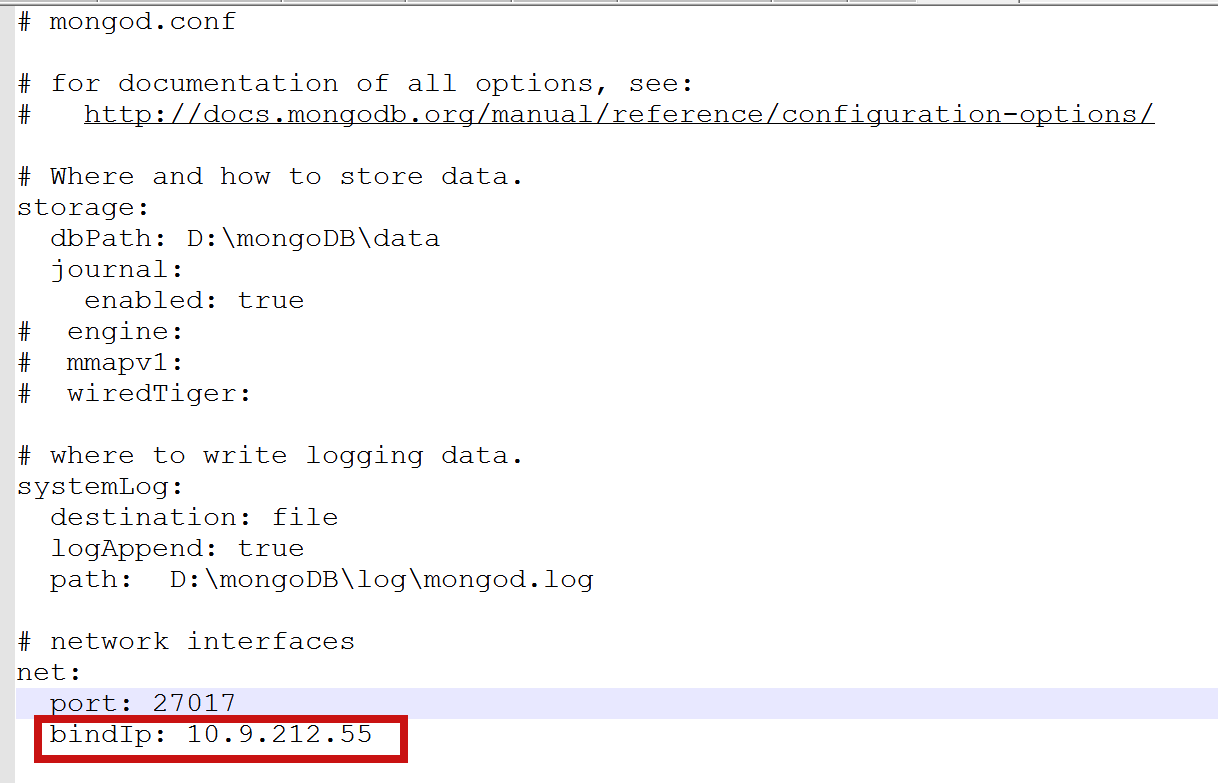 # mongod.conf
# for documentation of all options, see:
#   http://docs.mongodb.org/manual/reference/configuration-options/
# Where and how to store data.
storage:
  dbPath: D:\mongoDB\data
  journal:
    enabled: true
#  engine:
#  mmapv1:
#  wiredTiger:
# where to write logging data.
systemLog:
  destination: file
  logAppend: true
  path:  D:\mongoDB\log\mongod.log
# network interfaces
net:
  port: 27017
  bindIp: 10.9.212.55